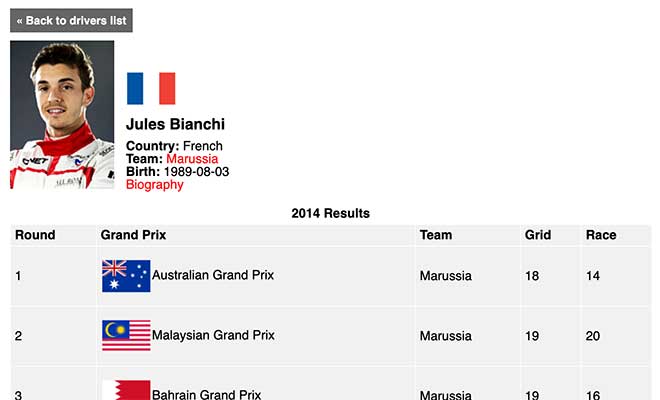 « Back to drivers list
Jules Bianchi
Country: French
Team: Marussia
Birth: 1989-08-03
Biography
2014 Results
Round Grand Prix Team Grid Race
1 Australian Grand Prix Marussia 18 14
2 Malaysian Grand Prix Marussia 19 20
3 Bahrain Grand Prix Marussia 19 16